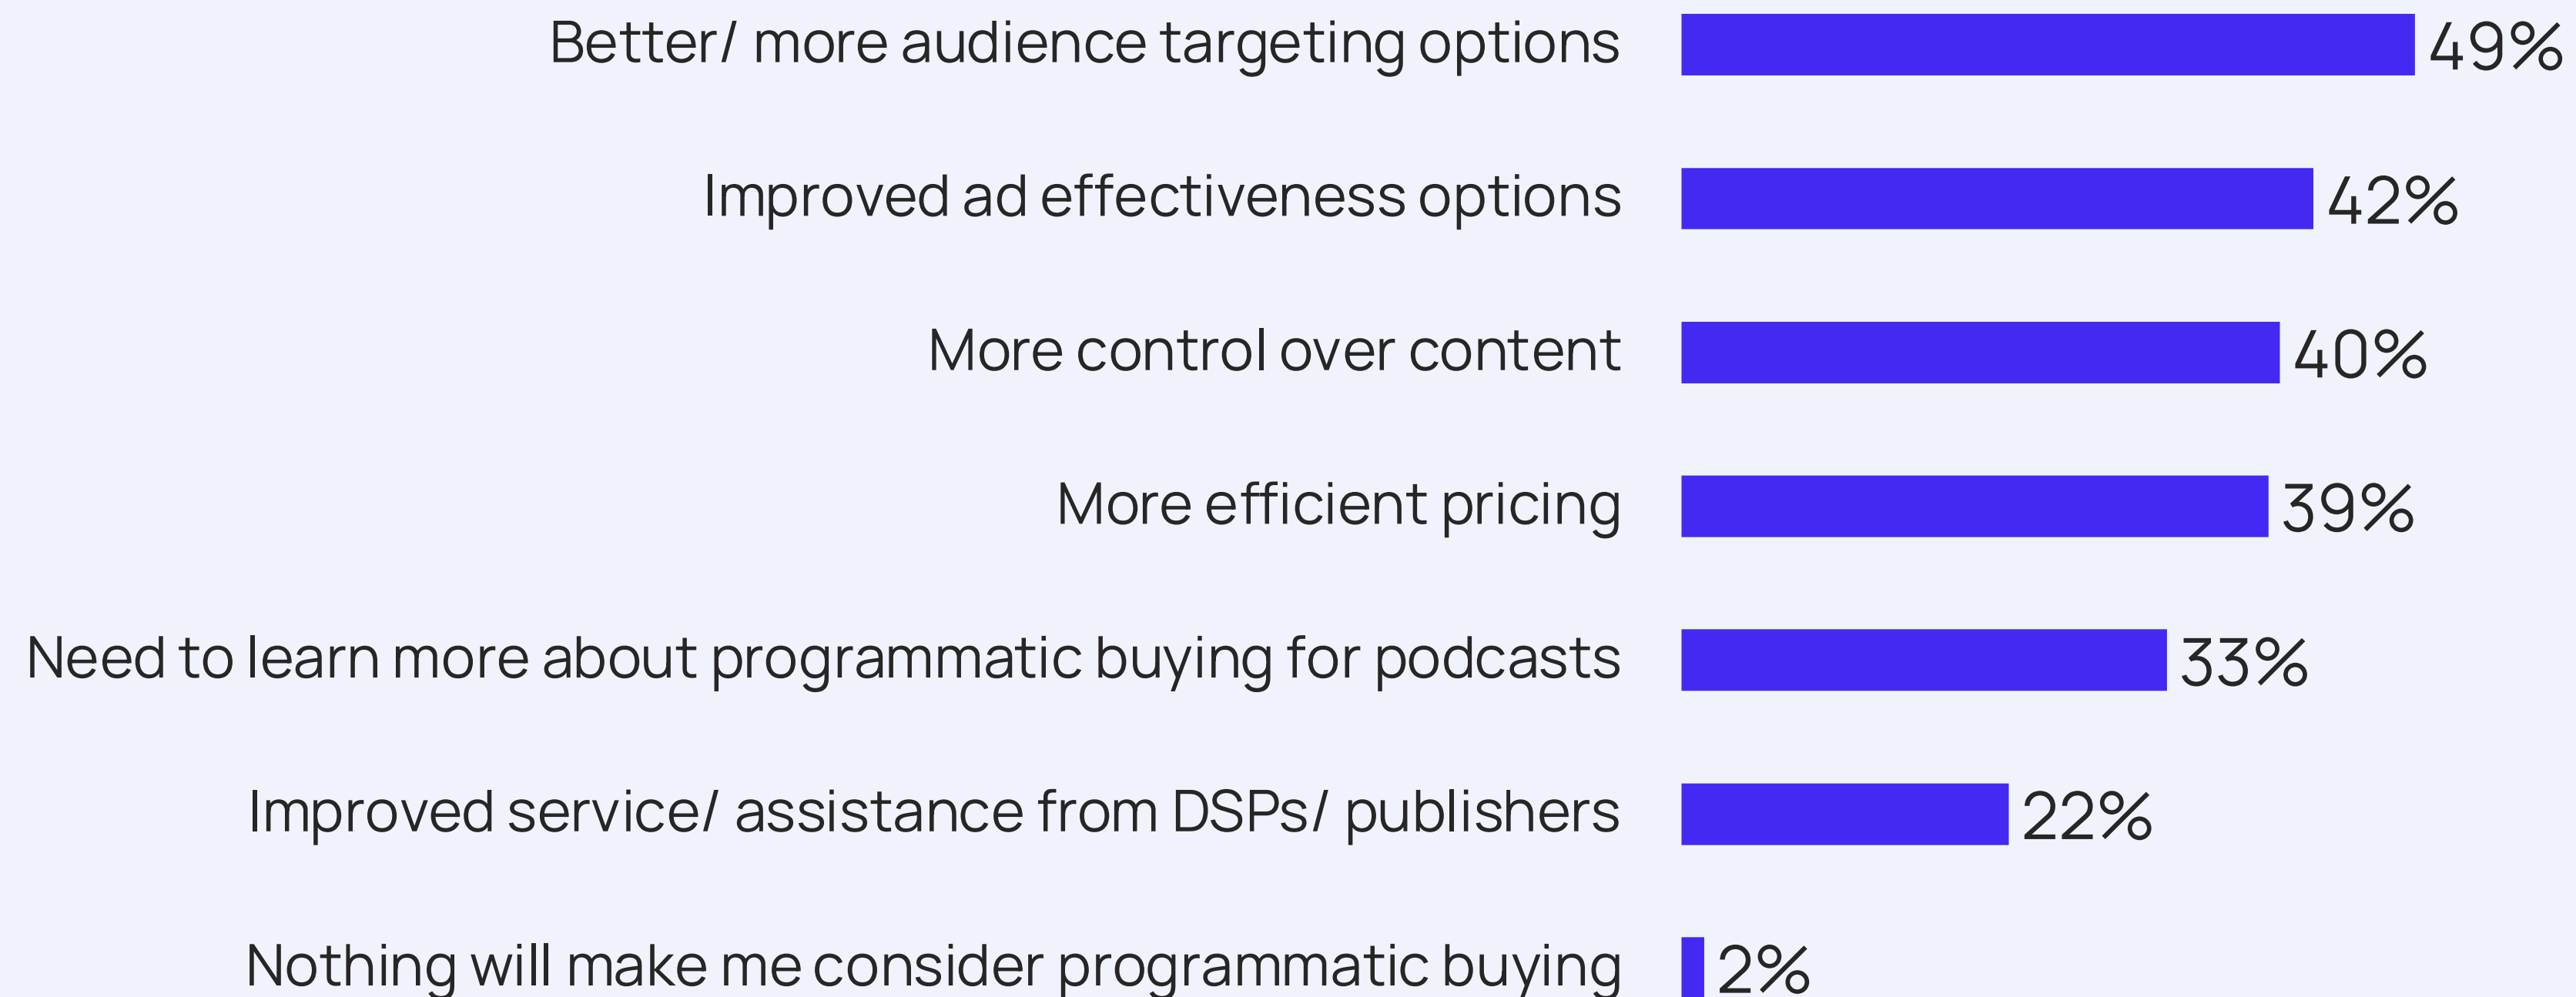 Better/ more audience targeting options 49%
Improved ad effectiveness options 42%
More control over content 40%
More efficient pricing 39%
Need to learn more about programmatic buying for podcasts 33%
Improved service/ assistance from DSPs/ publishers 22%
Nothing will make me consider programmatic buying 2%